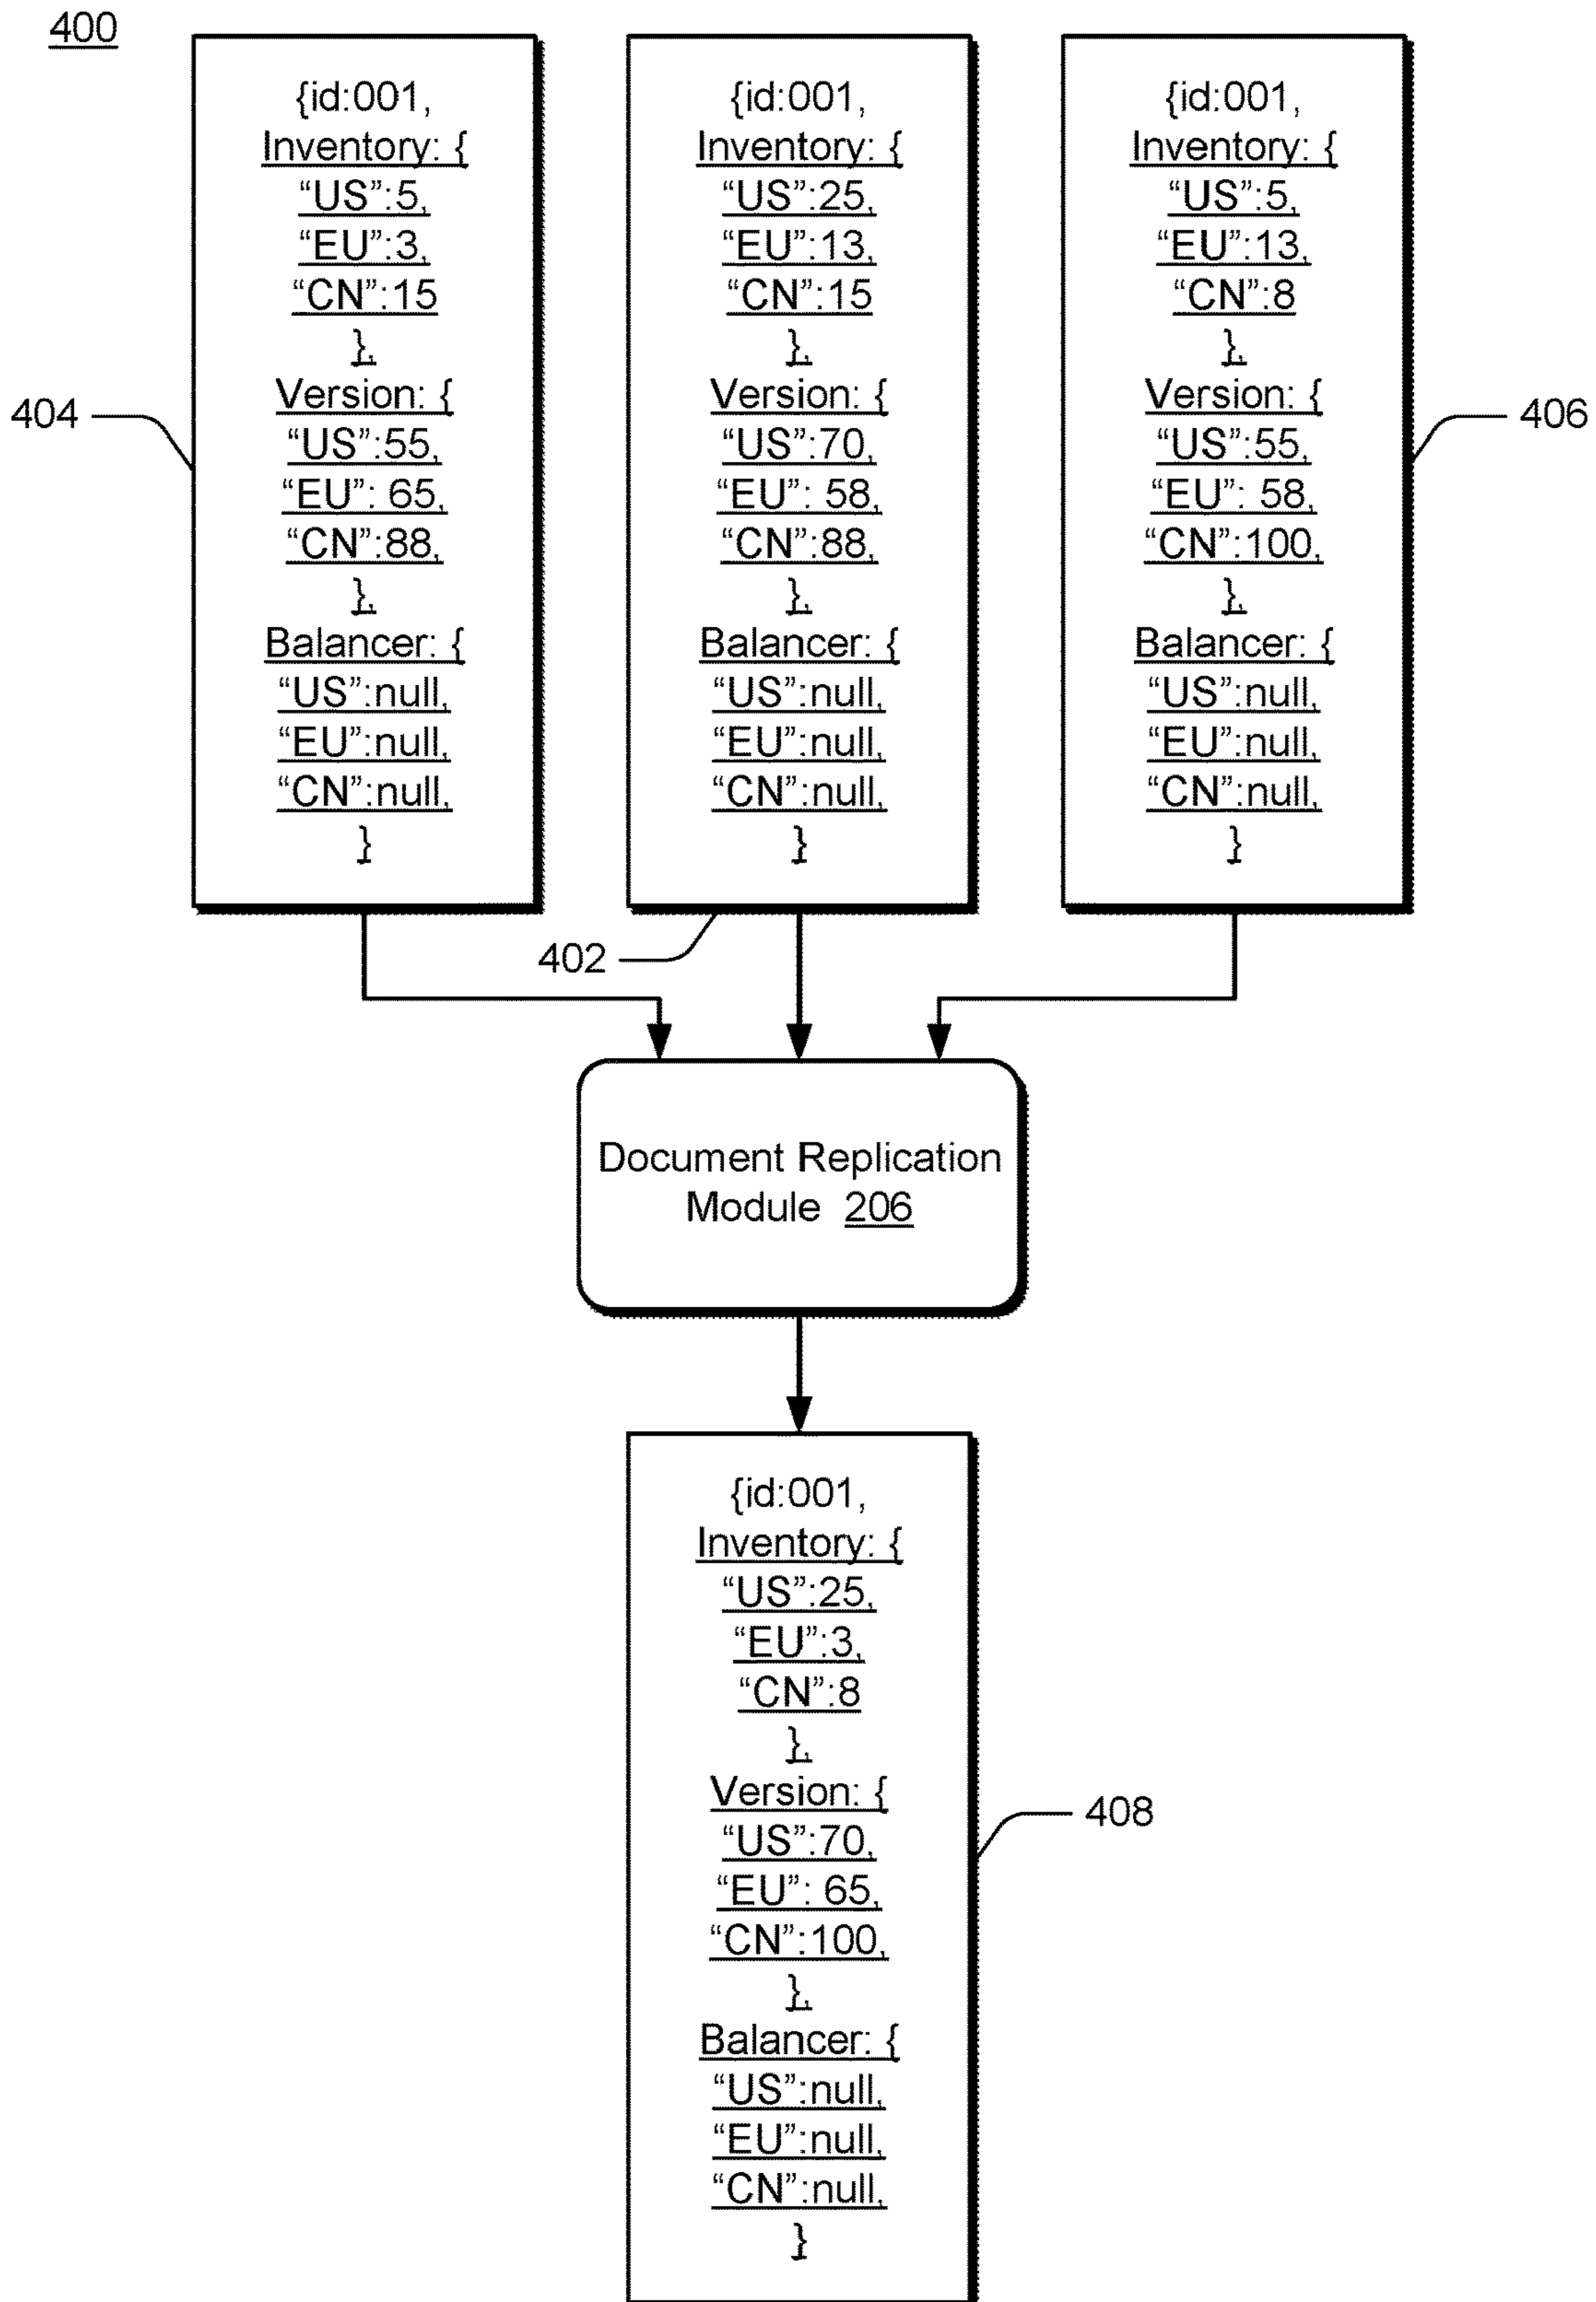 400
{id:001,
Inventory: {
“US”:5,
“EU”:3,
“CN”:15
},
Version: {
“US”:55,
“EU”: 65,
“CN”:88,
},
Balancer: {
“US”:null,
“EU”:null,
“CN”:null,
}
404
{id:001,
Inventory: {
“US”:25,
“EU”:13,
“CN”:15
},
Version: {
“US”:70,
“EU”: 58,
“CN”:88,
},
Balancer: {
“US”:null,
“EU”:null,
“CN”:null,
}
402
{id:001,
Inventory: {
“US”:5,
“EU”:13,
“CN”:8
},
Version: {
“US”:55,
“EU”: 58,
“CN”:100,
},
Balancer: {
“US”:null,
“EU”:null,
“CN”:null,
}
406
Document Replication
Module 206
{id:001,
Inventory: {
“US”:25,
“EU”:3,
“CN”:8
},
Version: {
“US”:70,
“EU”: 65,
“CN”:100,
},
Balancer: {
“US”:null,
“EU”:null,
“CN”:null,
}
408